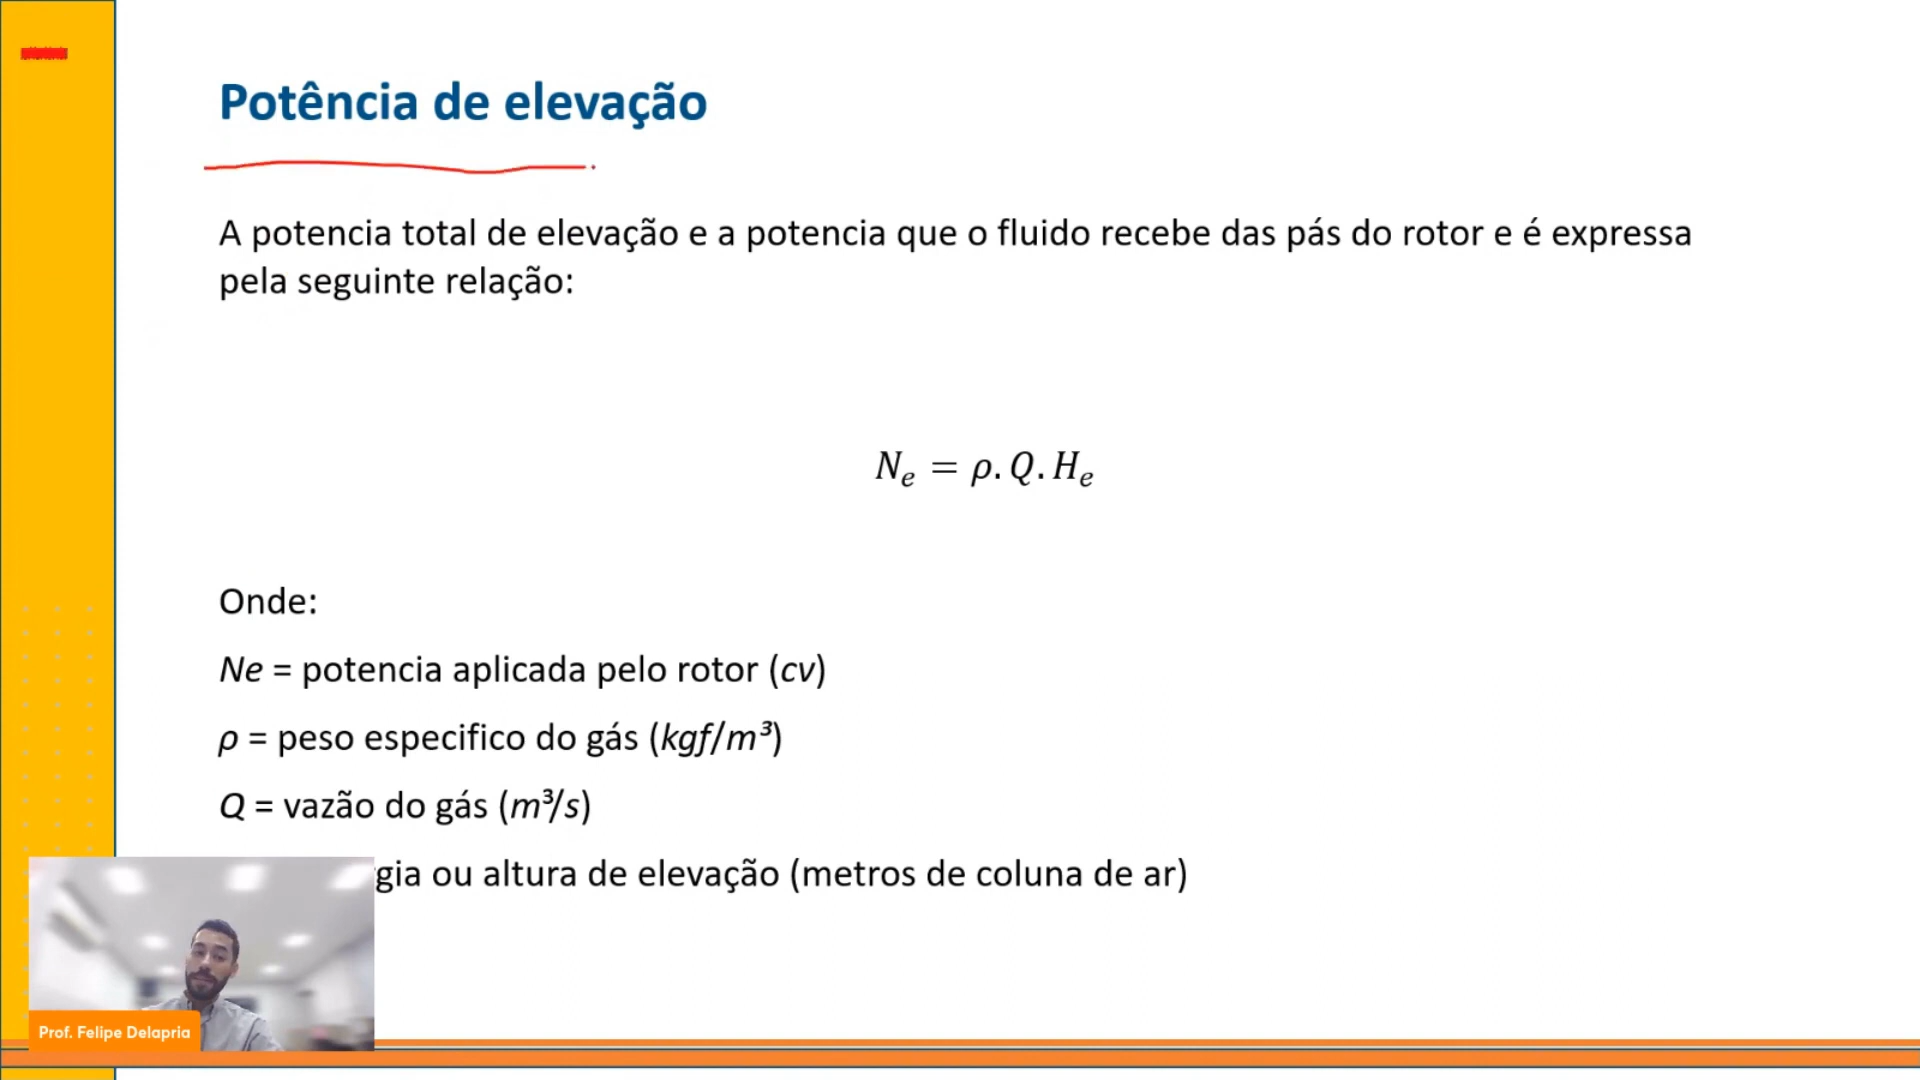 Potência de elevação
A potencia total de elevação e a potencia que o fluido recebe das pás do rotor e é expressa
pela seguinte relação:
Nₑ = ρ. Q. Hₑ
Onde:
Ne = potencia aplicada pelo rotor (cv)
ρ = peso especifico do gás (kgf/m³)
Q = vazão do gás (m³/s)
gia ou altura de elevação (metros de coluna de ar)
Prof. Felipe Delapria